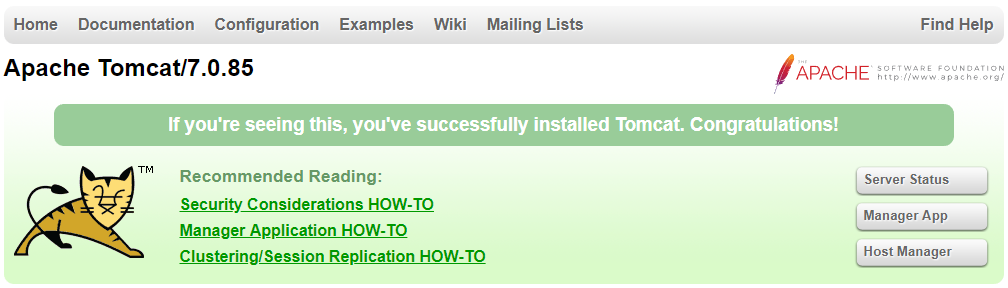 Home Documentation Configuration Examples Wiki Mailing Lists Find Help
Apache Tomcat/7.0.85
THE APACHE® SOFTWARE FOUNDATION
http://www.apache.org/
If you're seeing this, you've successfully installed Tomcat. Congratulations!
TM
Recommended Reading:
Security Considerations HOW-TO
Manager Application HOW-TO
Clustering/Session Replication HOW-TO
Server Status
Manager App
Host Manager